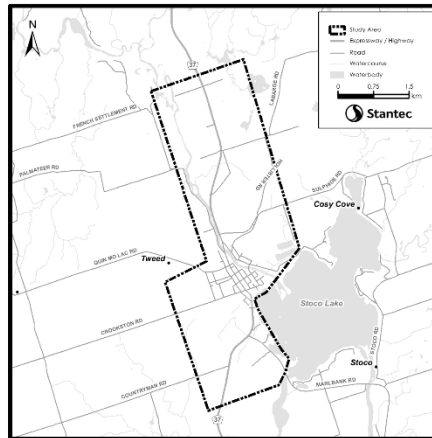 N
Study Area
Expressway / Highway
Road
Watercourse
Waterbody
0 0.75 1.5
km
Stantec
37
LABARGE RD
FRENCH SETTLEMENT RD
PALMATEER RD
SULPHIDE RD
Cosy Cove
QUIN MO LAC RD
Tweed
Stoco Lake
CROOKSTON RD
STOCO RD
Stoco
COUNTRYMAN RD
MARLBANK RD
37